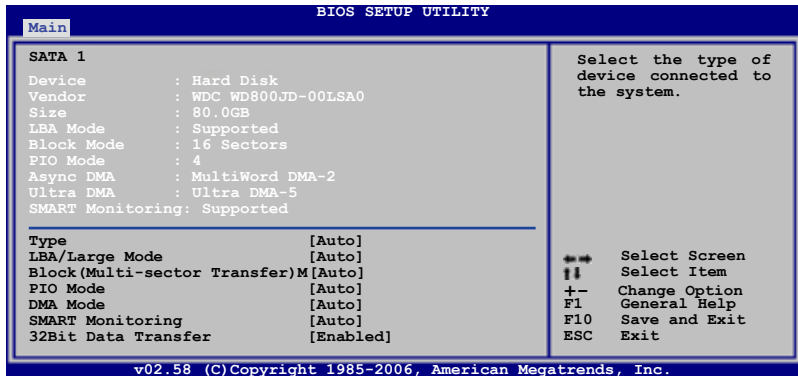 BIOS SETUP UTILITY
Main
SATA 1
Device : Hard Disk
Vendor : WDC WD800JD-00LSA0
Size : 80.0GB
LBA Mode : Supported
Block Mode : 16 Sectors
PIO Mode : 4
Async DMA : MultiWord DMA-2
Ultra DMA : Ultra DMA-5
SMART Monitoring: Supported
Type [Auto]
LBA/Large Mode [Auto]
Block(Multi-sector Transfer)M[Auto]
PIO Mode [Auto]
DMA Mode [Auto]
SMART Monitoring [Auto]
32Bit Data Transfer [Enabled]
Select the type of
device connected to
the system.
←→ Select Screen
↑↓ Select Item
+- Change Option
F1 General Help
F10 Save and Exit
ESC Exit
v02.58 (C)Copyright 1985-2006, American Megatrends, Inc.